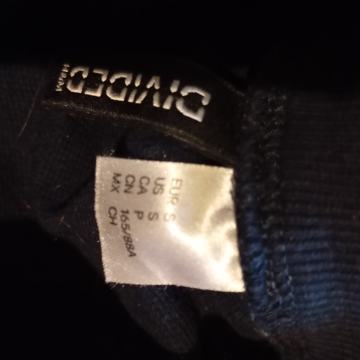 DIVIDED
H&M
EUR S
US S
CA P
CN 165/88A
MX CH